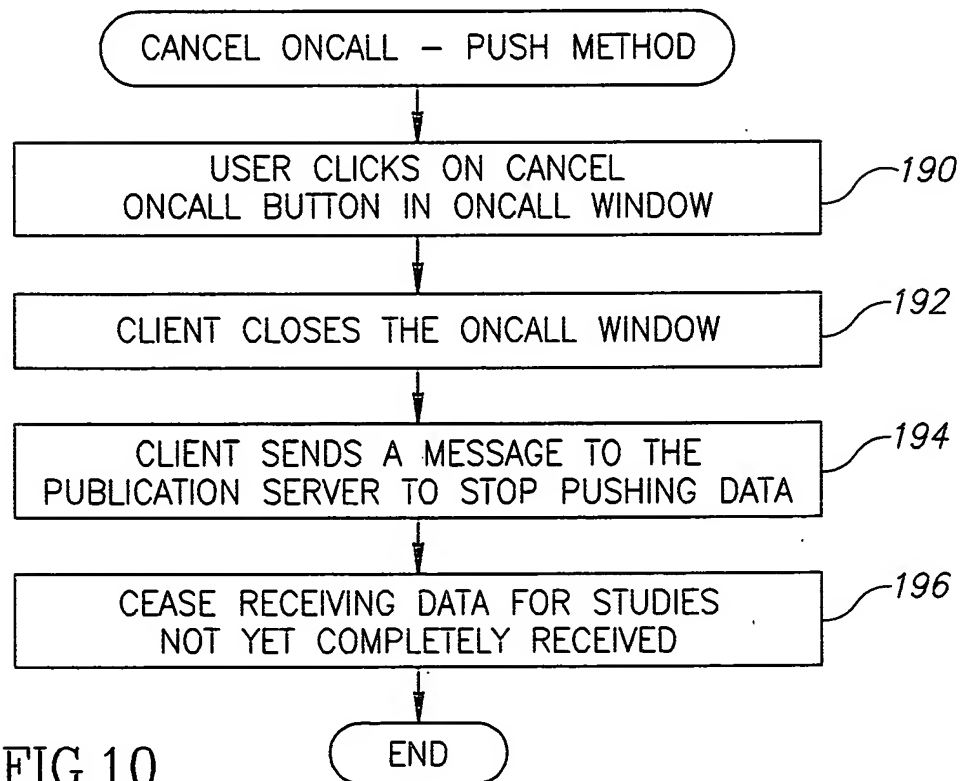 CANCEL ONCALL – PUSH METHOD
USER CLICKS ON CANCEL
ONCALL BUTTON IN ONCALL WINDOW
190
CLIENT CLOSES THE ONCALL WINDOW
192
CLIENT SENDS A MESSAGE TO THE
PUBLICATION SERVER TO STOP PUSHING DATA
194
CEASE RECEIVING DATA FOR STUDIES
NOT YET COMPLETELY RECEIVED
196
END
FIG.10